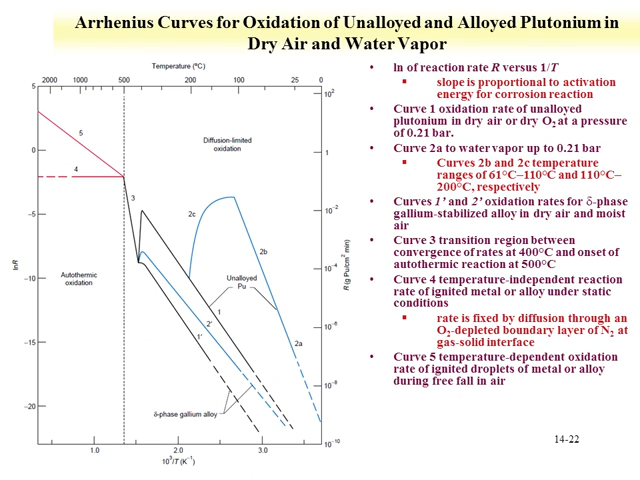 Arrhenius Curves for Oxidation of Unalloyed and Alloyed Plutonium in
Dry Air and Water Vapor
Temperature (°C)
2000 1000 500 200 100 25 0
5
0
−5
−10
−15
−20
lnR
10²
1
10⁻²
10⁻⁴
10⁻⁶
10⁻⁸
10⁻¹⁰
R (g Pu/cm² min)
5
4
3
Diffusion-limited
oxidation
2c
2b
Autothermic
oxidation
Unalloyed
Pu
1
2'
1'
2a
δ-phase gallium alloy
1.0 2.0 3.0
10³/T (K⁻¹)
• ln of reaction rate R versus 1/T
▪ slope is proportional to activation
energy for corrosion reaction
• Curve 1 oxidation rate of unalloyed
plutonium in dry air or dry O₂ at a pressure
of 0.21 bar.
• Curve 2a to water vapor up to 0.21 bar
▪ Curves 2b and 2c temperature
ranges of 61°C–110°C and 110°C–
200°C, respectively
• Curves 1’ and 2’ oxidation rates for δ-phase
gallium-stabilized alloy in dry air and moist
air
• Curve 3 transition region between
convergence of rates at 400°C and onset of
autothermic reaction at 500°C
• Curve 4 temperature-independent reaction
rate of ignited metal or alloy under static
conditions
▪ rate is fixed by diffusion through an
O₂-depleted boundary layer of N₂ at
gas-solid interface
• Curve 5 temperature-dependent oxidation
rate of ignited droplets of metal or alloy
during free fall in air
14-22